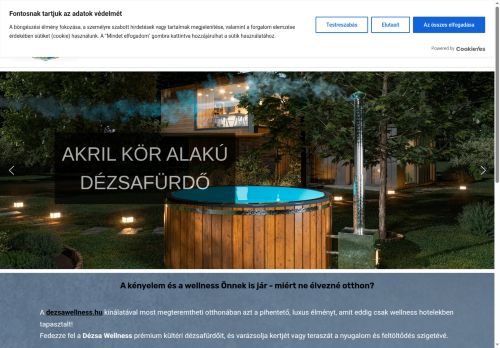 Fontosnak tartjuk az adatok védelmét
A böngészési élmény fokozása, a személyre szabott hirdetések vagy tartalmak megjelenítése, valamint a forgalom elemzése
érdekében sütiket (cookie) használunk. A "Mindet elfogadom" gombra kattintva hozzájárulhat a sütik használatához.
Testreszabás
Elutasít
Az összes elfogadása
Powered by CookieYes
AKRIL KÖR ALAKÚ
DÉZSAFÜRDŐ
A kényelem és a wellness Önnek is jár - miért ne élvezné otthon?
A dezsawellness.hu kínálatával most megteremtheti otthonában azt a pihentető, luxus élményt, amit eddig csak wellness hotelekben
tapasztalt!
Fedezze fel a Dézsa Wellness prémium kültéri dézsafürdőit, és varázsolja kertjét vagy teraszát a nyugalom és feltöltődés szigetévé.